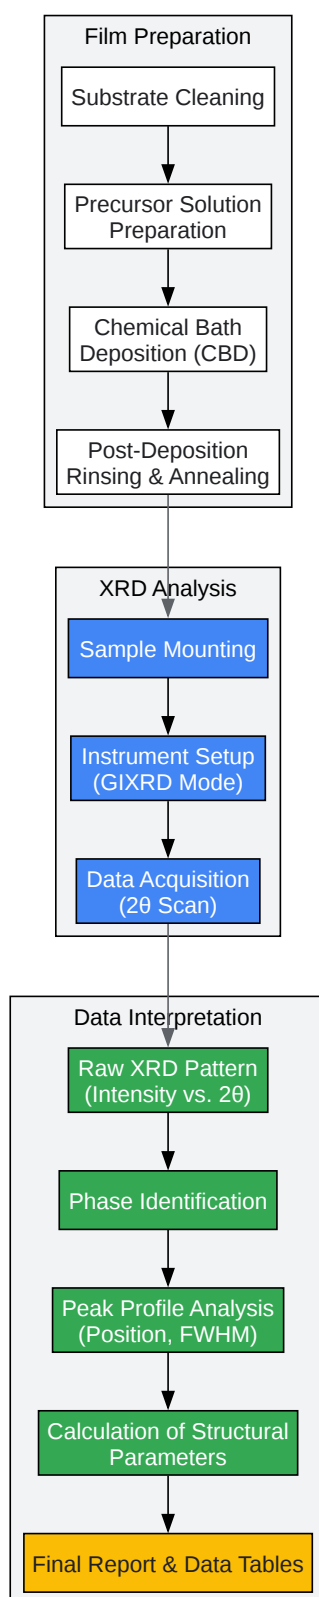 Film Preparation
Substrate Cleaning
Precursor Solution
Preparation
Chemical Bath
Deposition (CBD)
Post-Deposition
Rinsing & Annealing
XRD Analysis
Sample Mounting
Instrument Setup
(GIXRD Mode)
Data Acquisition
(2θ Scan)
Data Interpretation
Raw XRD Pattern
(Intensity vs. 2θ)
Phase Identification
Peak Profile Analysis
(Position, FWHM)
Calculation of Structural
Parameters
Final Report & Data Tables